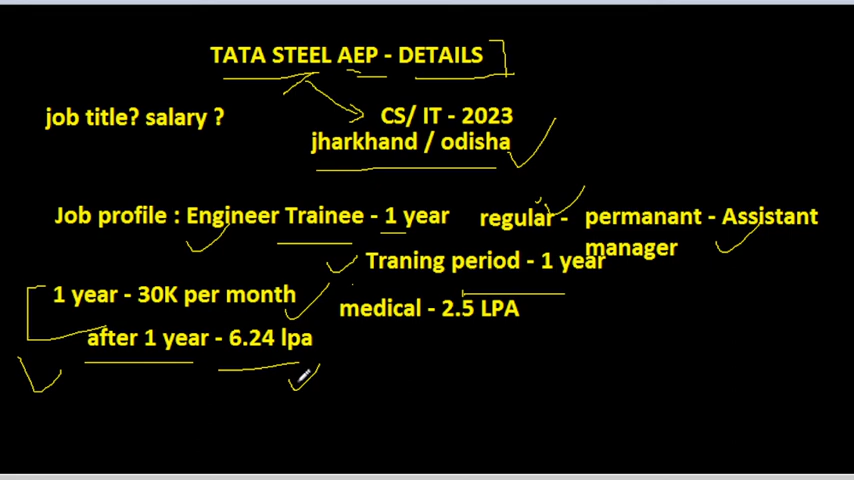 TATA STEEL AEP - DETAILS
job title? salary ?
CS/ IT - 2023
jharkhand / odisha
Job profile : Engineer Trainee - 1 year
regular - permanant - Assistant
manager
Traning period - 1 year
1 year - 30K per month
medical - 2.5 LPA
after 1 year - 6.24 lpa